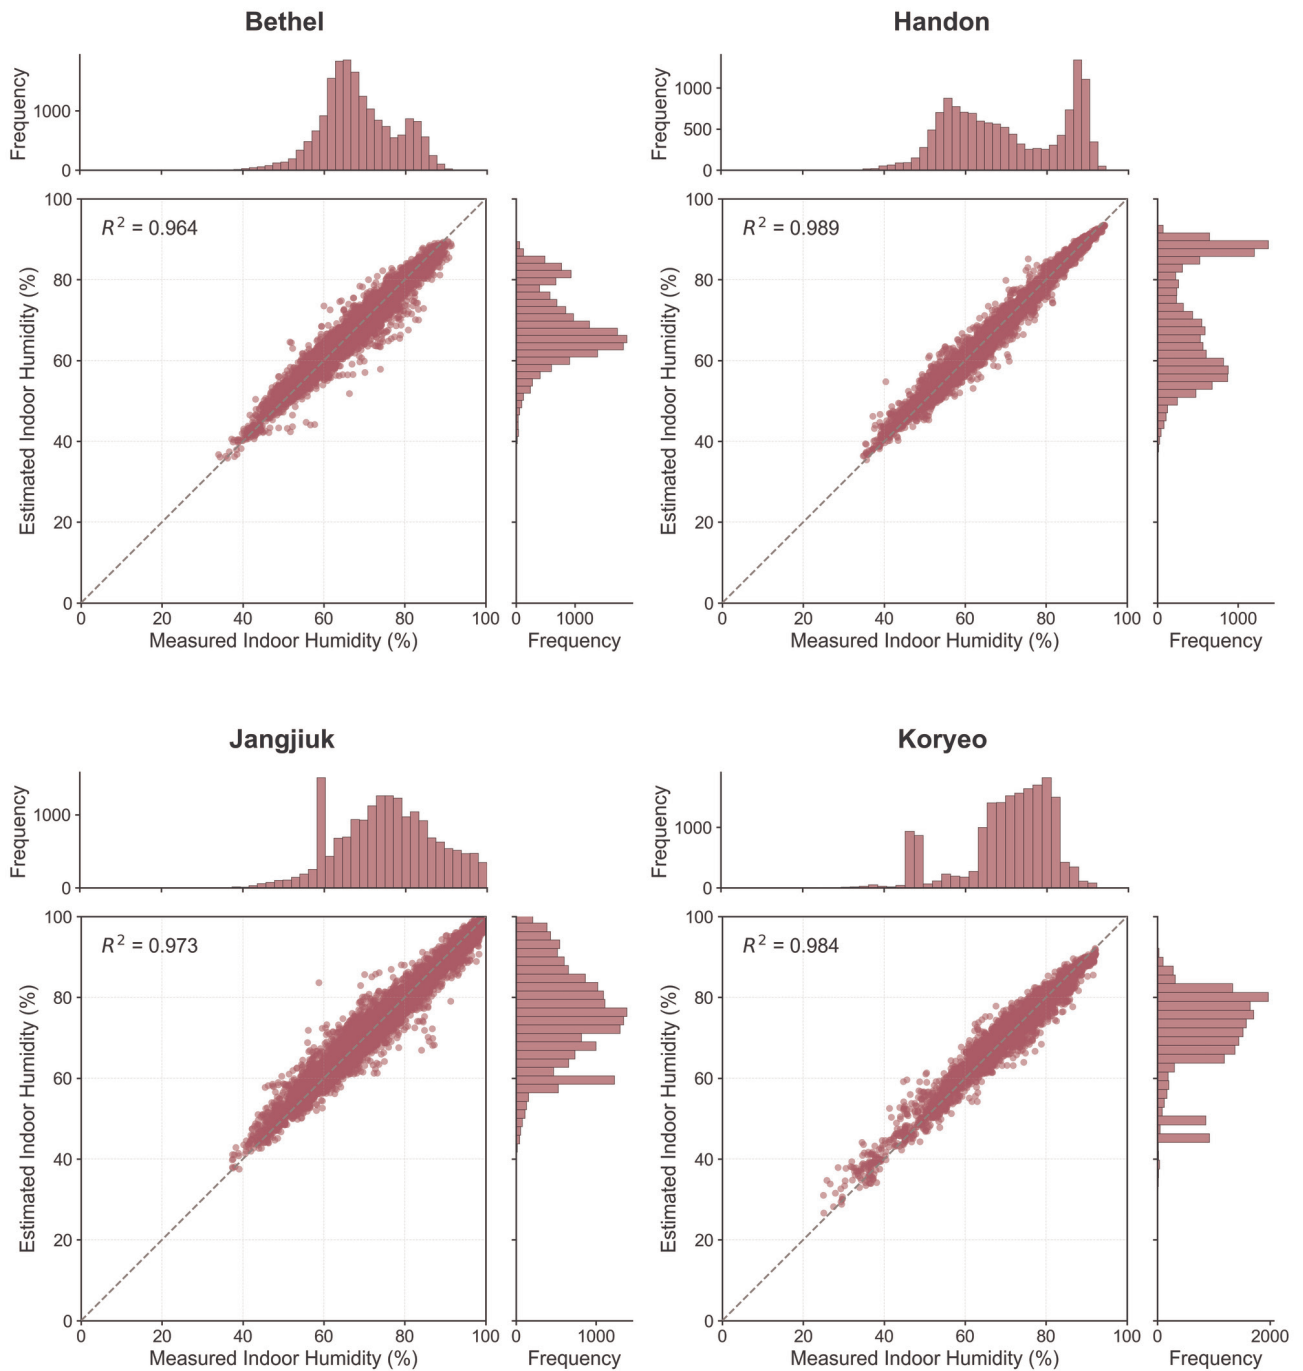 Bethel
Frequency
1000
0
100
80
60
40
20
0
Estimated Indoor Humidity (%)
R² = 0.964
0 20 40 60 80 100
Measured Indoor Humidity (%)
0 1000
Frequency
Handon
Frequency
1000
500
0
100
80
60
40
20
0
Estimated Indoor Humidity (%)
R² = 0.989
0 20 40 60 80 100
Measured Indoor Humidity (%)
0 1000
Frequency
Jangjiuk
Frequency
1000
0
100
80
60
40
20
0
Estimated Indoor Humidity (%)
R² = 0.973
0 20 40 60 80 100
Measured Indoor Humidity (%)
0 1000
Frequency
Koryeo
Frequency
1000
0
100
80
60
40
20
0
Estimated Indoor Humidity (%)
R² = 0.984
0 20 40 60 80 100
Measured Indoor Humidity (%)
0 1000 2000
Frequency